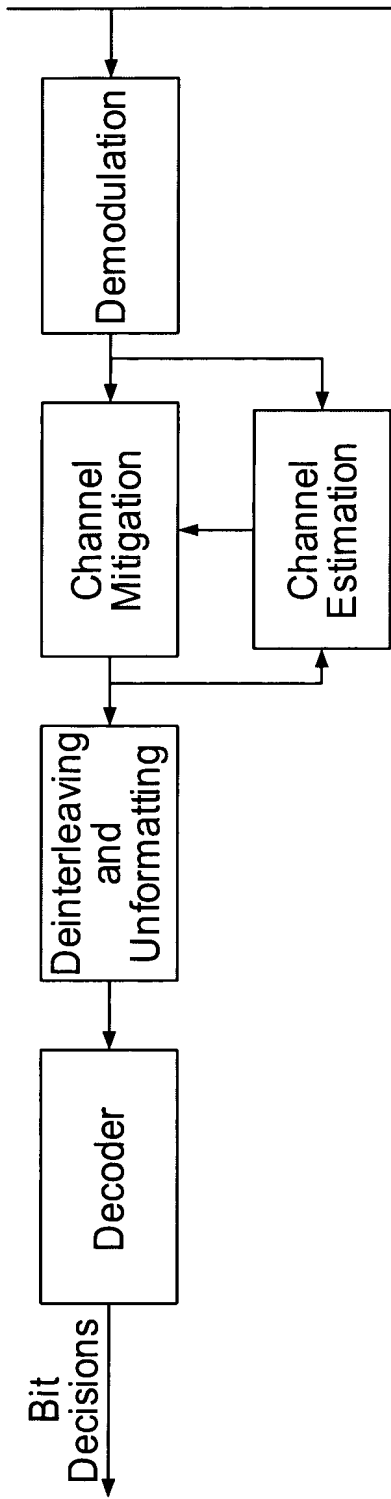 Bit
Decisions
Decoder
Deinterleaving
and
Unformatting
Channel
Mitigation
Channel
Estimation
Demodulation